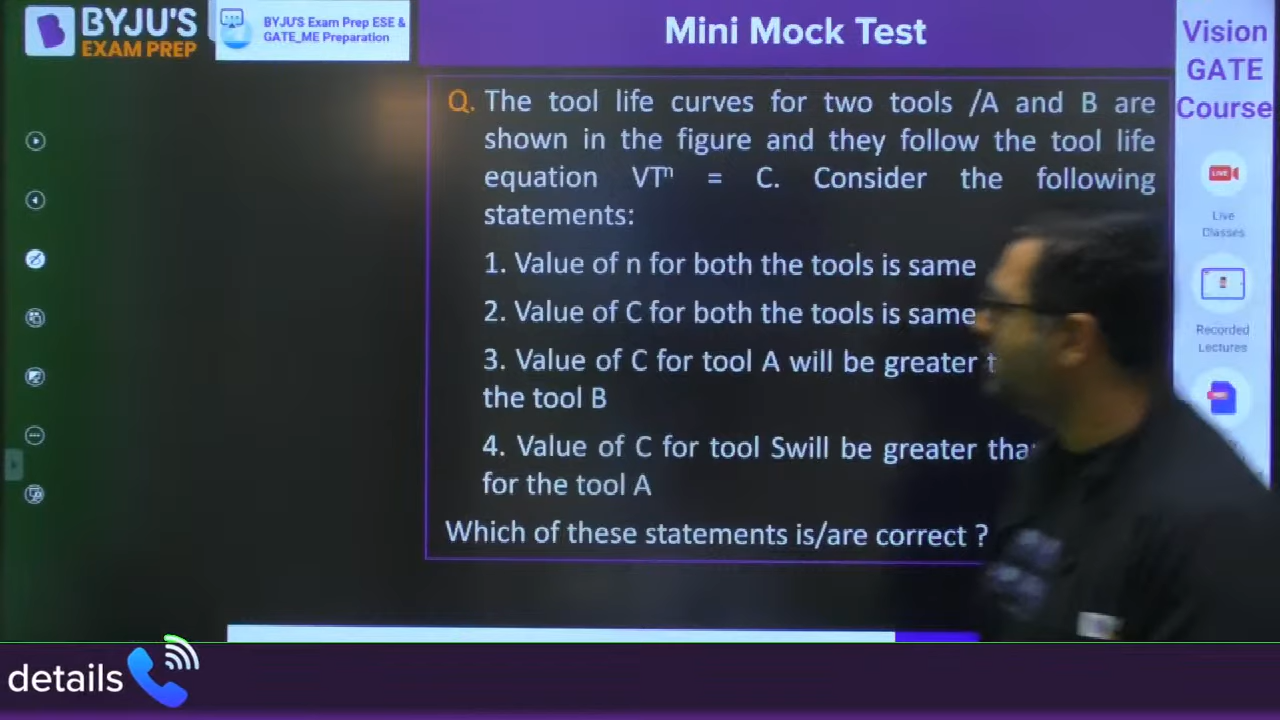 BYJU'S
EXAM PREP
BYJU'S Exam Prep ESE &
GATE_ME Preparation
Mini Mock Test
Vision
GATE
Course
Q. The tool life curves for two tools /A and B are
shown in the figure and they follow the tool life
equation VTⁿ = C. Consider the following
statements:
1. Value of n for both the tools is same
2. Value of C for both the tools is same
3. Value of C for tool A will be greater
the tool B
4. Value of C for tool Swill be greater
for the tool A
Which of these statements is/are correct ?
LIVE
Live
Classes
Recorded
Lectures
details